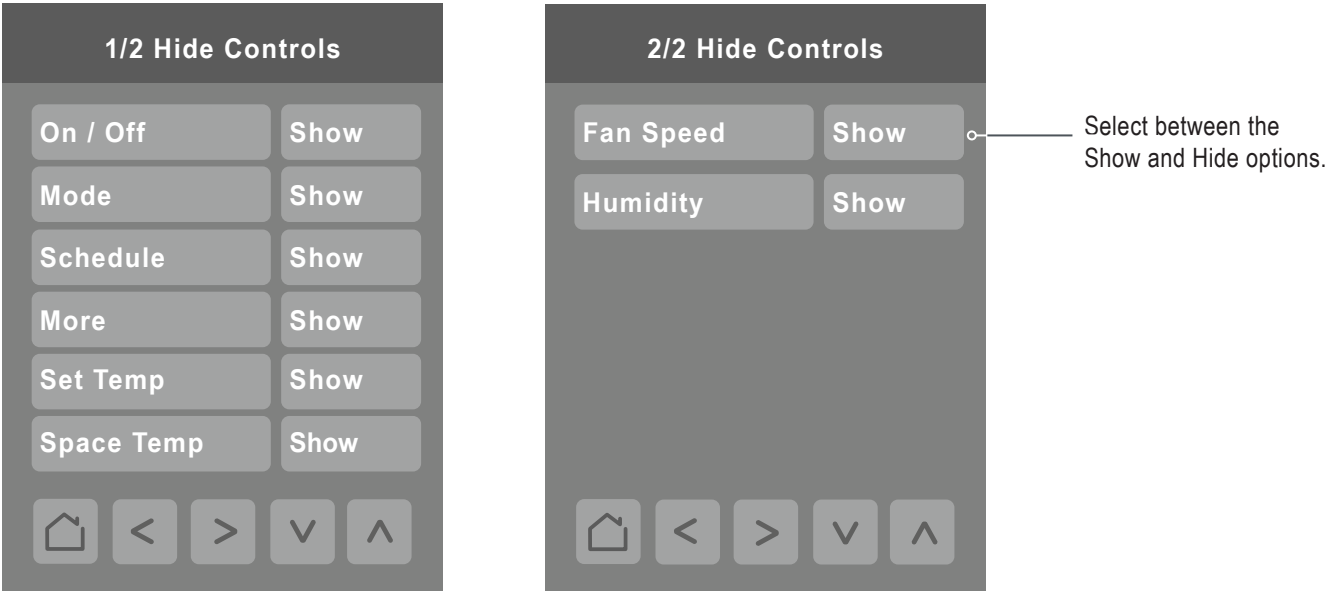 1/2 Hide Controls
On / Off Show
Mode Show
Schedule Show
More Show
Set Temp Show
Space Temp Show
2/2 Hide Controls
Fan Speed Show
Humidity Show
Select between the
Show and Hide options.